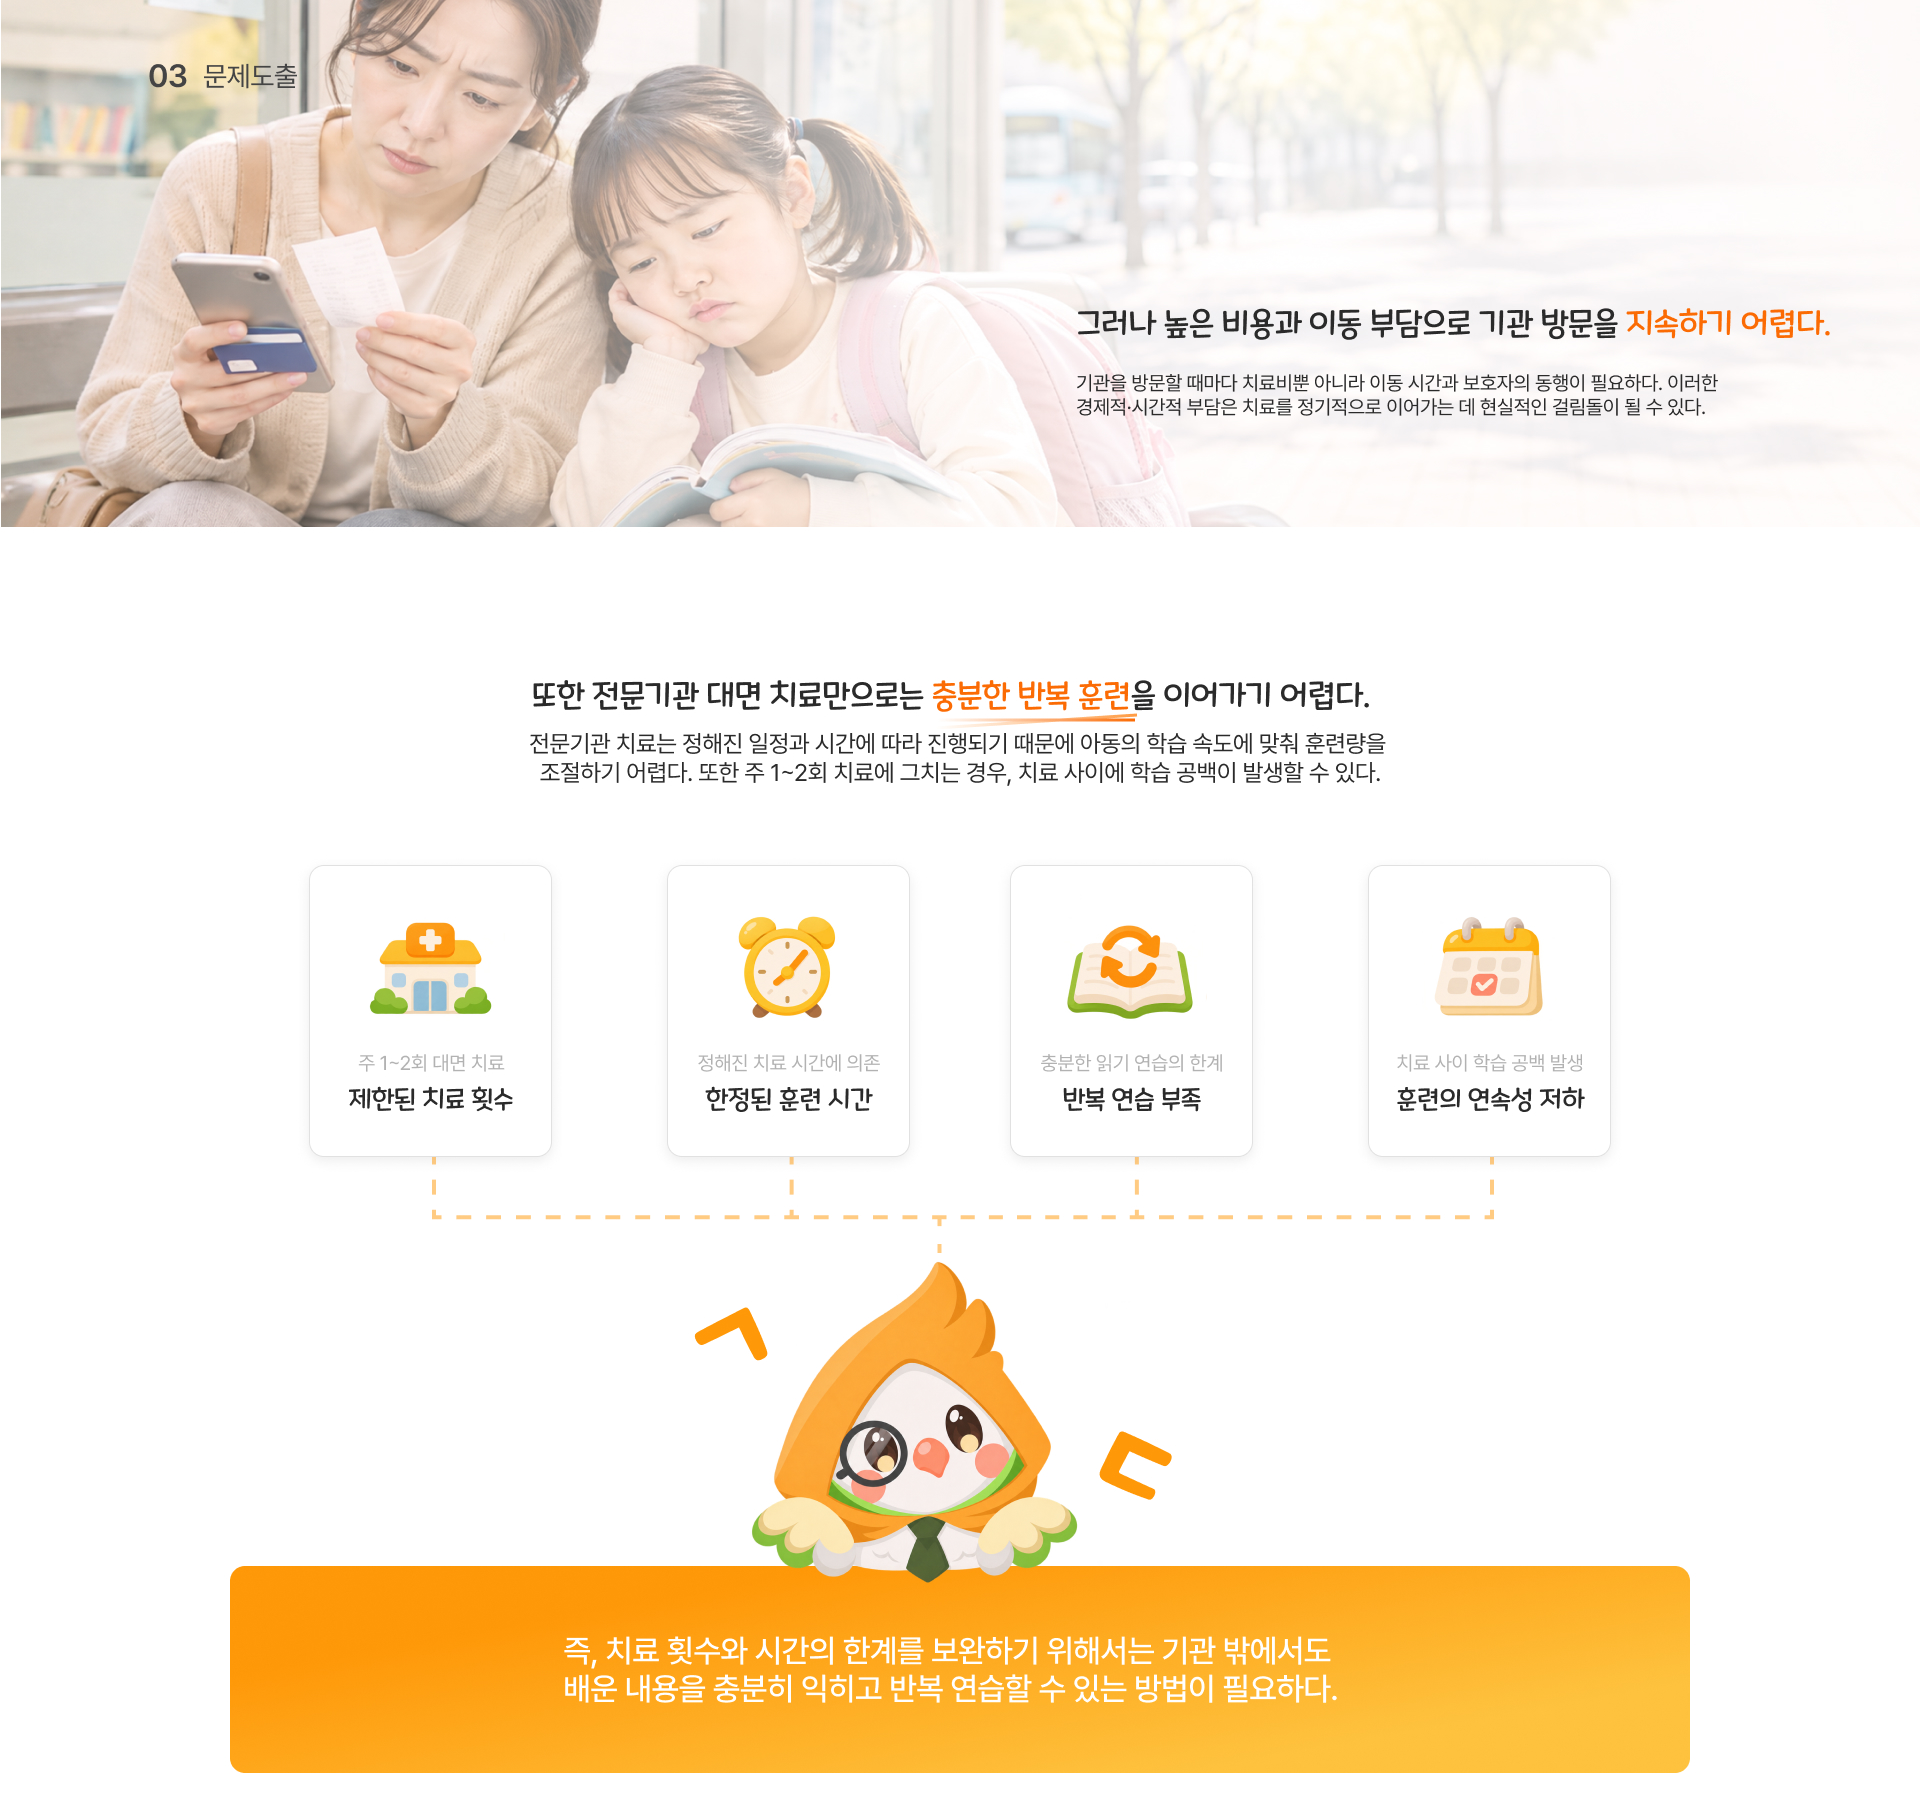 03 문제도출
그러나 높은 비용과 이동 부담으로 기관 방문을 지속하기 어렵다.
기관을 방문할 때마다 치료비뿐 아니라 이동 시간과 보호자의 동행이 필요하다. 이러한
경제적·시간적 부담은 치료를 정기적으로 이어가는 데 현실적인 걸림돌이 될 수 있다.
또한 전문기관 대면 치료만으로는 충분한 반복 훈련을 이어가기 어렵다.
전문기관 치료는 정해진 일정과 시간에 따라 진행되기 때문에 아동의 학습 속도에 맞춰 훈련량을
조절하기 어렵다. 또한 주 1~2회 치료에 그치는 경우, 치료 사이에 학습 공백이 발생할 수 있다.
주 1~2회 대면 치료
제한된 치료 횟수
정해진 치료 시간에 의존
한정된 훈련 시간
충분한 읽기 연습의 한계
반복 연습 부족
치료 사이 학습 공백 발생
훈련의 연속성 저하
ㄱ
ㄷ
즉, 치료 횟수와 시간의 한계를 보완하기 위해서는 기관 밖에서도
배운 내용을 충분히 익히고 반복 연습할 수 있는 방법이 필요하다.